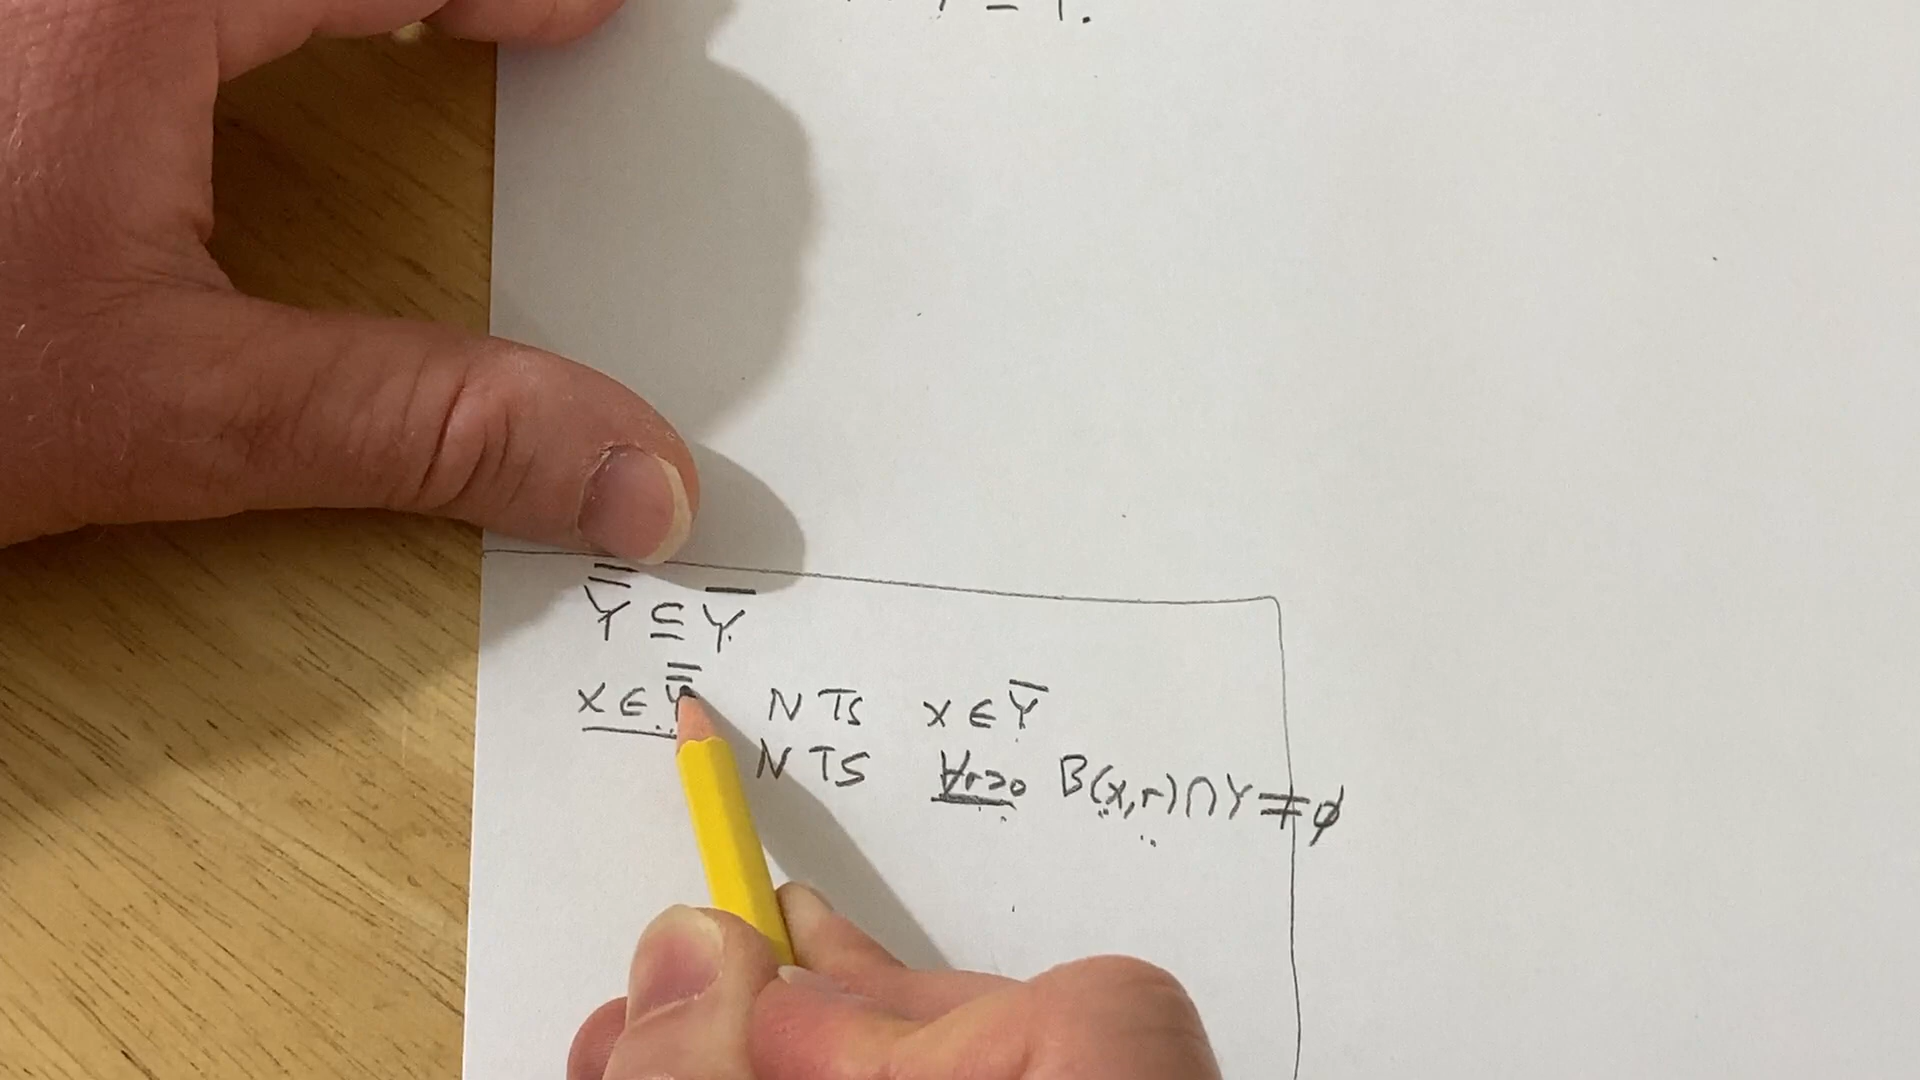 Y̿ ⊆ Y̅
x ∈ Y̿ NTS x ∈ Y̅
NTS ∀r>0 B(x,r) ∩ Y ≠ ∅